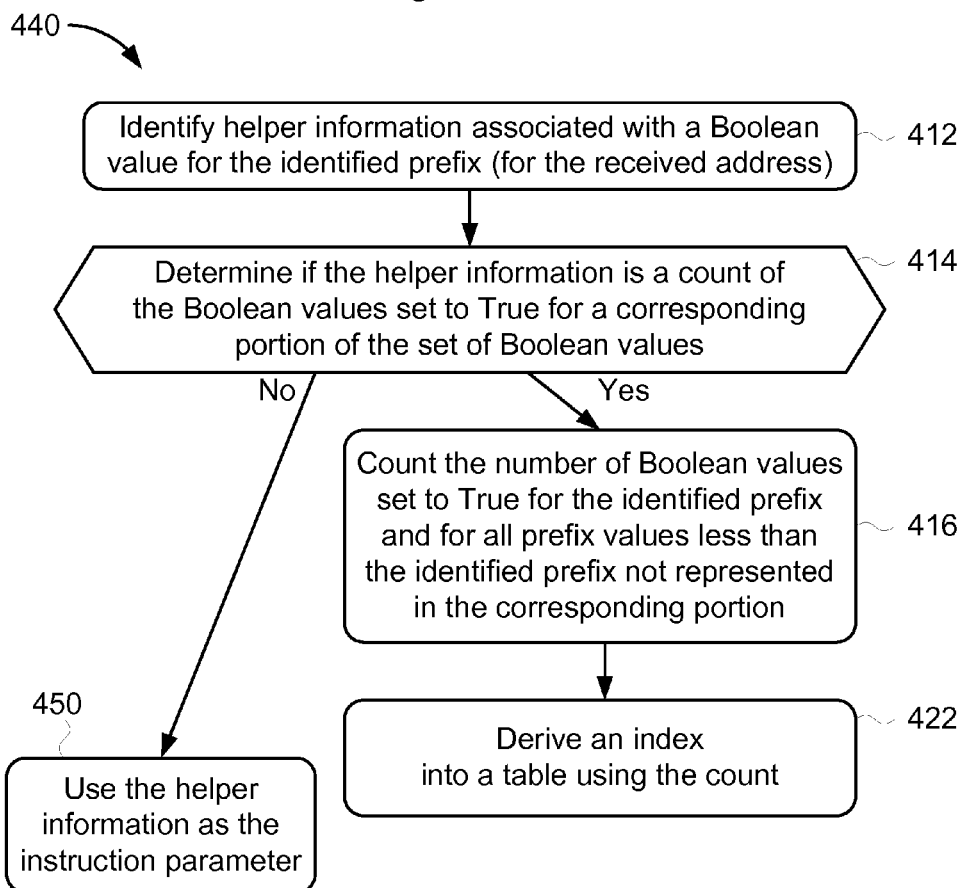 440
Identify helper information associated with a Boolean
value for the identified prefix (for the received address)
412
Determine if the helper information is a count of
the Boolean values set to True for a corresponding
portion of the set of Boolean values
414
No
Yes
Count the number of Boolean values
set to True for the identified prefix
and for all prefix values less than
the identified prefix not represented
in the corresponding portion
416
450
Use the helper
information as the
instruction parameter
Derive an index
into a table using the count
422